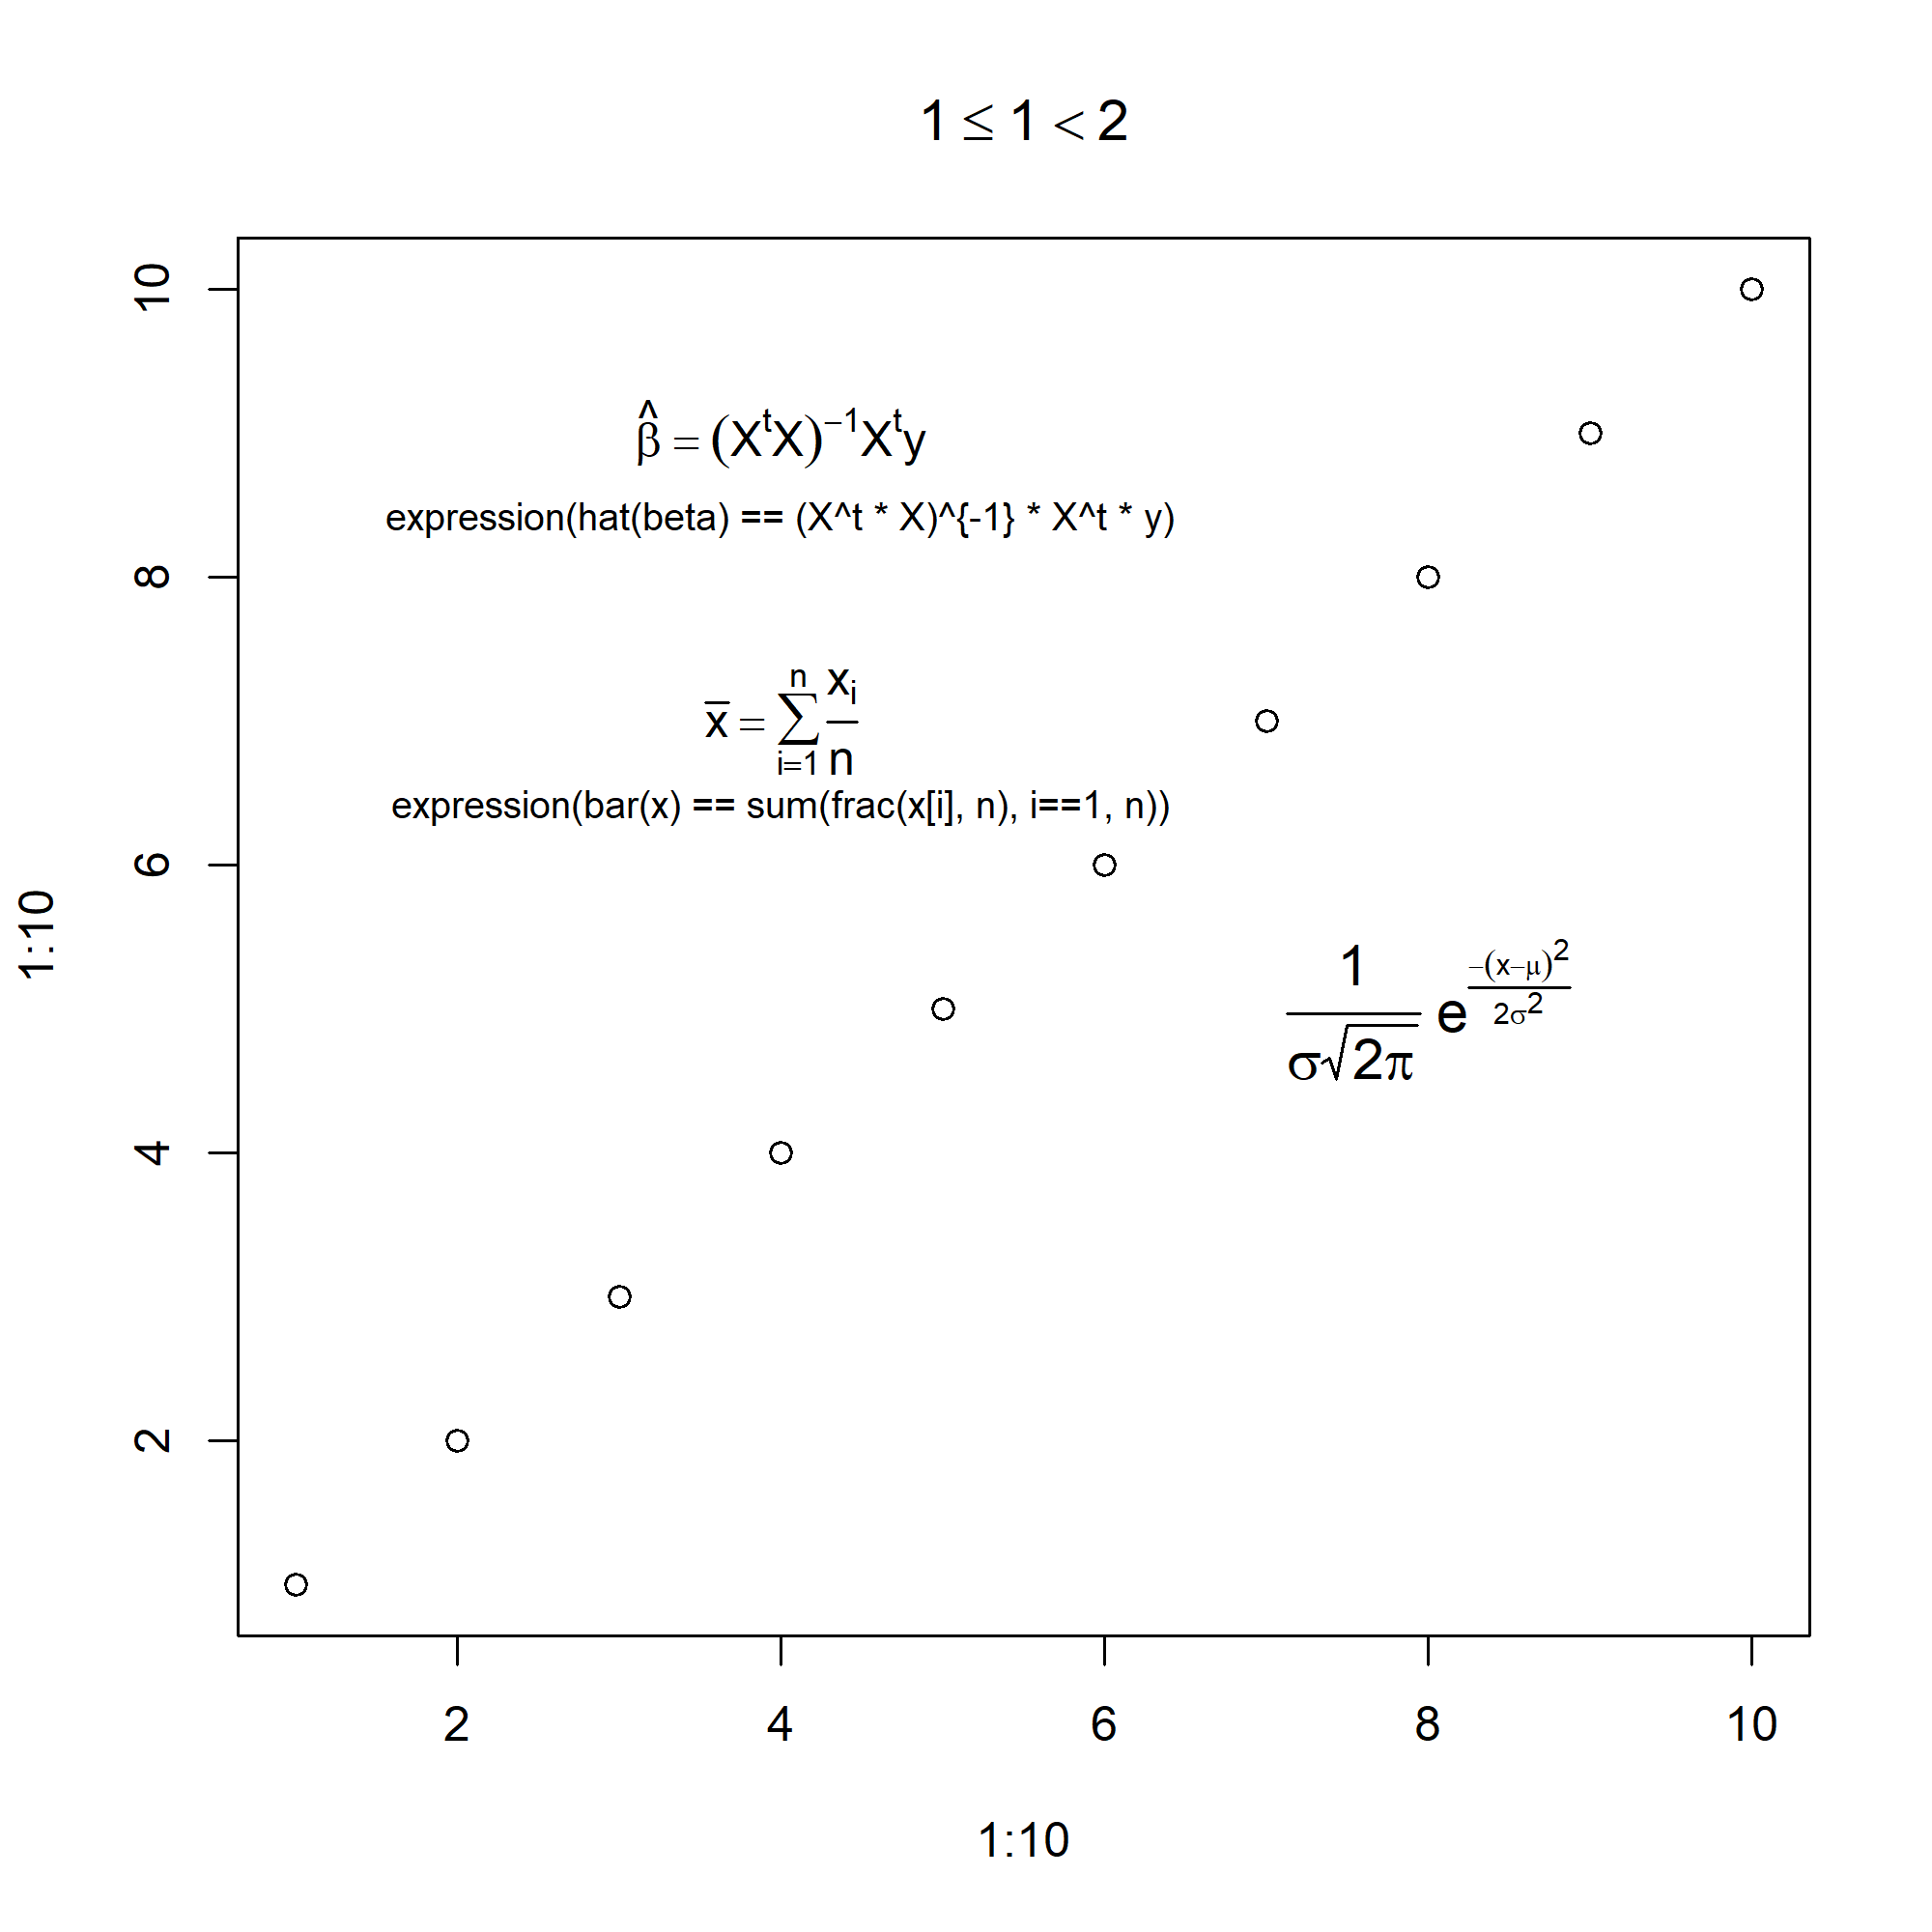 1 ≤ 1 < 2
10
8
6
4
2
1:10
β̂ = (XᵗX)⁻¹Xᵗy
expression(hat(beta) == (X^t * X)^{-1} * X^t * y)
x̄ = ∑ᵢ₌₁ⁿ xᵢ/n
expression(bar(x) == sum(frac(x[i], n), i==1, n))
1/(σ√(2π)) e^(−(x−μ)²/(2σ²))
2 4 6 8 10
1:10